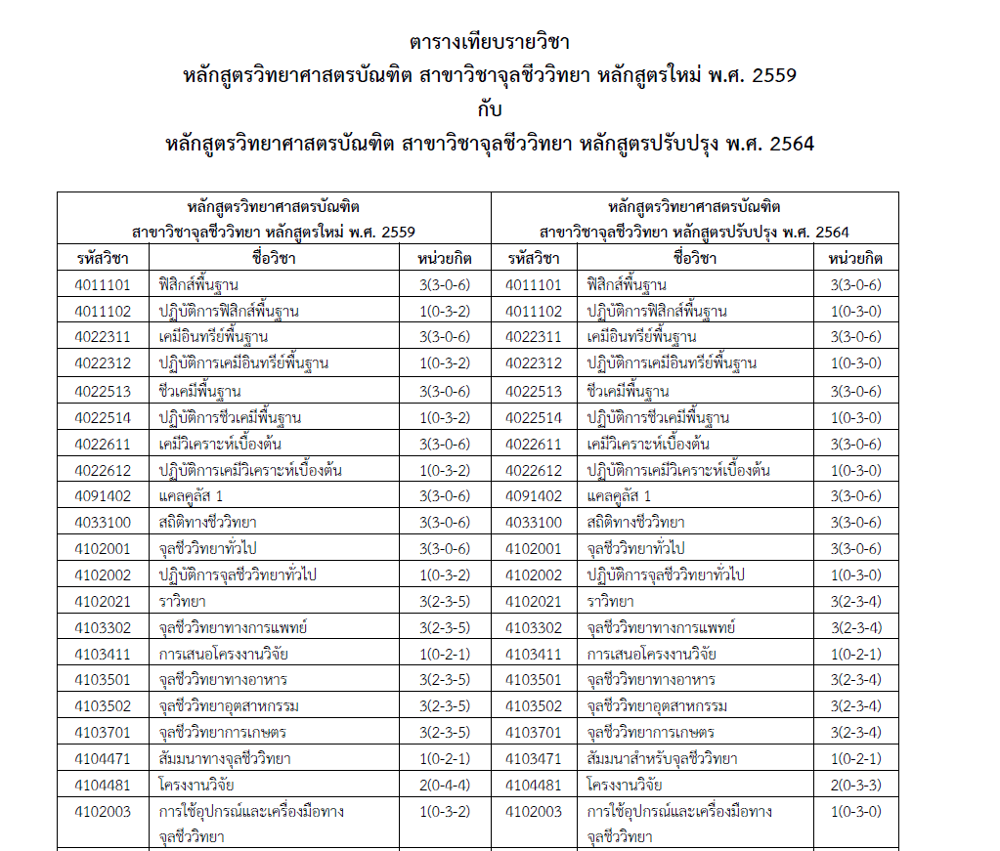 ตารางเทียบรายวิชา
หลักสูตรวิทยาศาสตรบัณฑิต สาขาวิชาจุลชีววิทยา หลักสูตรใหม่ พ.ศ. 2559
กับ
หลักสูตรวิทยาศาสตรบัณฑิต สาขาวิชาจุลชีววิทยา หลักสูตรปรับปรุง พ.ศ. 2564
หลักสูตรวิทยาศาสตรบัณฑิต หลักสูตรวิทยาศาสตรบัณฑิต
สาขาวิชาจุลชีววิทยา หลักสูตรใหม่ พ.ศ. 2559 สาขาวิชาจุลชีววิทยา หลักสูตรปรับปรุง พ.ศ. 2564
รหัสวิชา ชื่อวิชา หน่วยกิต รหัสวิชา ชื่อวิชา หน่วยกิต
4011101 ฟิสิกส์พื้นฐาน 3(3-0-6) 4011101 ฟิสิกส์พื้นฐาน 3(3-0-6)
4011102 ปฏิบัติการฟิสิกส์พื้นฐาน 1(0-3-2) 4011102 ปฏิบัติการฟิสิกส์พื้นฐาน 1(0-3-0)
4022311 เคมีอินทรีย์พื้นฐาน 3(3-0-6) 4022311 เคมีอินทรีย์พื้นฐาน 3(3-0-6)
4022312 ปฏิบัติการเคมีอินทรีย์พื้นฐาน 1(0-3-2) 4022312 ปฏิบัติการเคมีอินทรีย์พื้นฐาน 1(0-3-0)
4022513 ชีวเคมีพื้นฐาน 3(3-0-6) 4022513 ชีวเคมีพื้นฐาน 3(3-0-6)
4022514 ปฏิบัติการชีวเคมีพื้นฐาน 1(0-3-2) 4022514 ปฏิบัติการชีวเคมีพื้นฐาน 1(0-3-0)
4022611 เคมีวิเคราะห์เบื้องต้น 3(3-0-6) 4022611 เคมีวิเคราะห์เบื้องต้น 3(3-0-6)
4022612 ปฏิบัติการเคมีวิเคราะห์เบื้องต้น 1(0-3-2) 4022612 ปฏิบัติการเคมีวิเคราะห์เบื้องต้น 1(0-3-0)
4091402 แคลคูลัส 1 3(3-0-6) 4091402 แคลคูลัส 1 3(3-0-6)
4033100 สถิติทางชีววิทยา 3(3-0-6) 4033100 สถิติทางชีววิทยา 3(3-0-6)
4102001 จุลชีววิทยาทั่วไป 3(3-0-6) 4102001 จุลชีววิทยาทั่วไป 3(3-0-6)
4102002 ปฏิบัติการจุลชีววิทยาทั่วไป 1(0-3-2) 4102002 ปฏิบัติการจุลชีววิทยาทั่วไป 1(0-3-0)
4102021 ราวิทยา 3(2-3-5) 4102021 ราวิทยา 3(2-3-4)
4103302 จุลชีววิทยาทางการแพทย์ 3(2-3-5) 4103302 จุลชีววิทยาทางการแพทย์ 3(2-3-4)
4103411 การเสนอโครงงานวิจัย 1(0-2-1) 4103411 การเสนอโครงงานวิจัย 1(0-2-1)
4103501 จุลชีววิทยาทางอาหาร 3(2-3-5) 4103501 จุลชีววิทยาทางอาหาร 3(2-3-4)
4103502 จุลชีววิทยาอุตสาหกรรม 3(2-3-5) 4103502 จุลชีววิทยาอุตสาหกรรม 3(2-3-4)
4103701 จุลชีววิทยาการเกษตร 3(2-3-5) 4103701 จุลชีววิทยาการเกษตร 3(2-3-4)
4104471 สัมมนาทางจุลชีววิทยา 1(0-2-1) 4103471 สัมมนาสำหรับจุลชีววิทยา 1(0-2-1)
4104481 โครงงานวิจัย 2(0-4-4) 4104481 โครงงานวิจัย 2(0-3-3)
4102003 การใช้อุปกรณ์และเครื่องมือทาง 1(0-3-2) 4102003 การใช้อุปกรณ์และเครื่องมือทาง 1(0-3-0)
จุลชีววิทยา จุลชีววิทยา